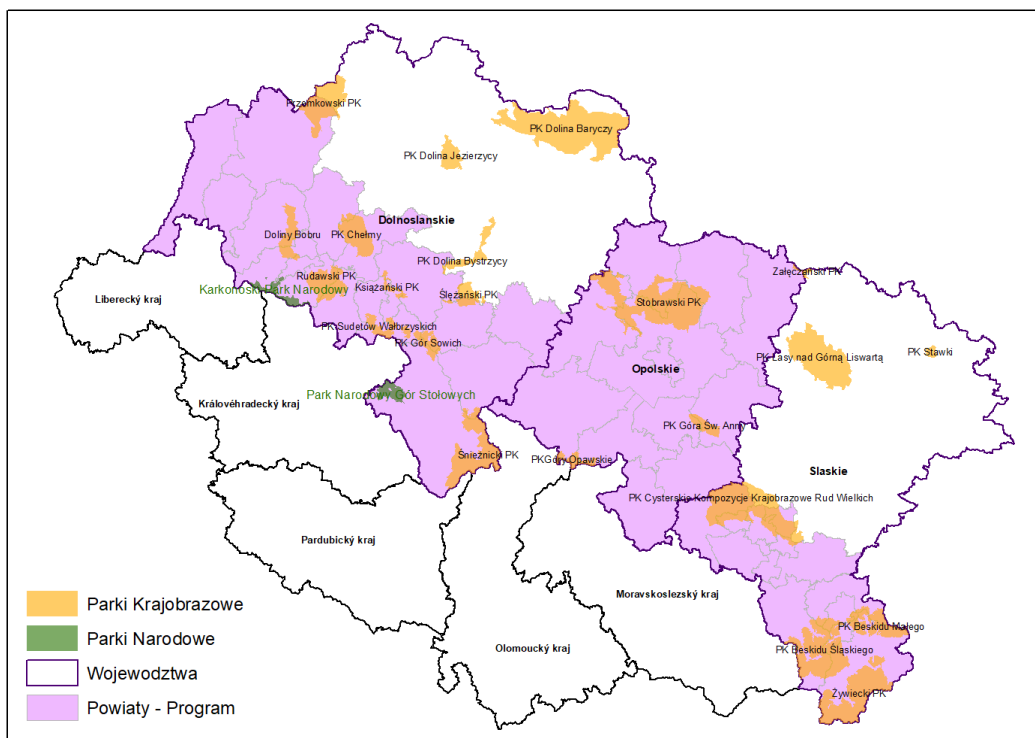 Przemkowski PK
PK Dolina Baryczy
PK Dolina Jezierzycy
Dolnoslanskie
Doliny Bobru
PK Chełmy
PK Dolina Bystrzycy
Załęczański PK
Rudawski PK
Książański PK
Karkonoski Park Narodowy
Liberecký kraj
Ślężański PK
Stobrawski PK
PK Sudetów Wałbrzyskich
PK Gór Sowich
PK Stawki
PK Lasy nad Górną Liswartą
Opolskie
Park Narodowy Gór Stołowych
Královéhradecký kraj
PK Góra Św. Anny
Śnieżnicki PK
PKGóry Opawskie
Slaskie
PK Cysterskie Kompozycje Krajobrazowe Rud Wielkich
Pardubický kraj
Moravskoslezský kraj
Parki Krajobrazowe
PK Beskidu Małego
Parki Narodowe
Olomoucký kraj
PK Beskidu Śląskiego
Wojewodztwa
Żywiecki PK
Powiaty - Program